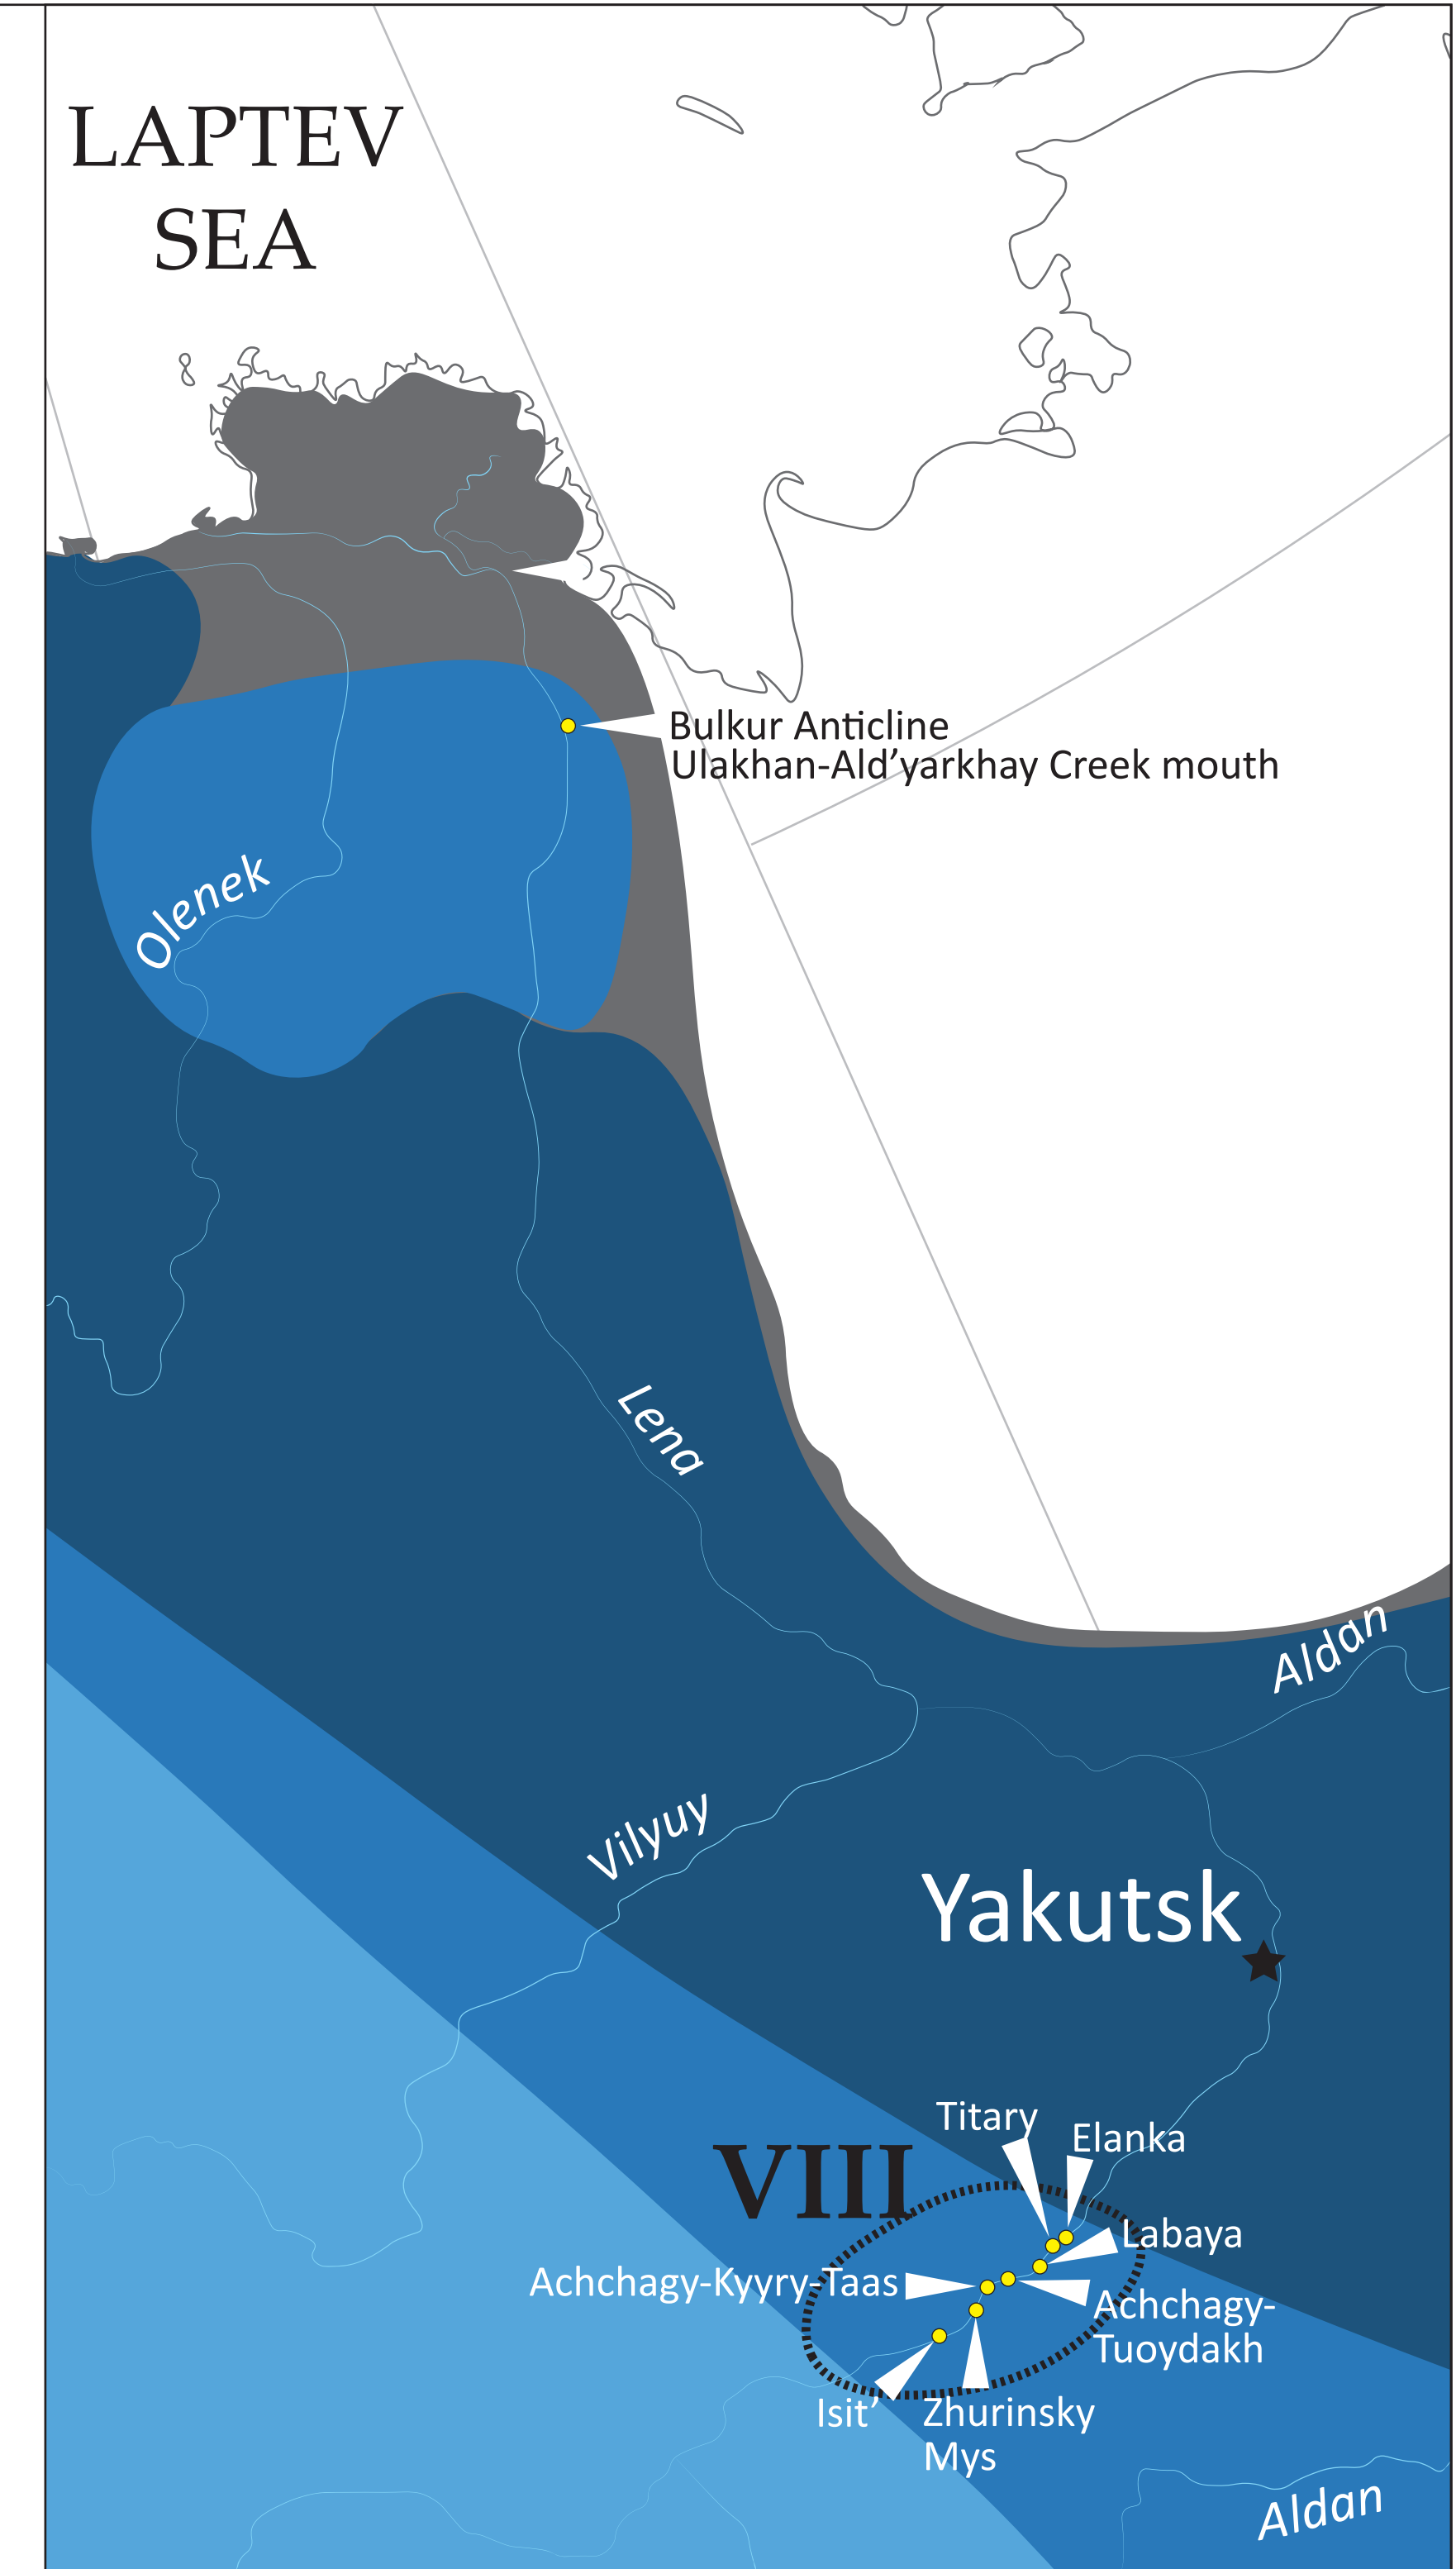 LAPTEV
SEA
Bulkur Anticline
Ulakhan-Ald’yarkhay Creek mouth
Olenek
Lena
Aldan
Vilyuy
Yakutsk
Titary
Elanka
VIII
Labaya
Achchagy-Kyyry-Taas
Achchagy-
Tuoydakh
Isit’
Zhurinsky
Mys
Aldan